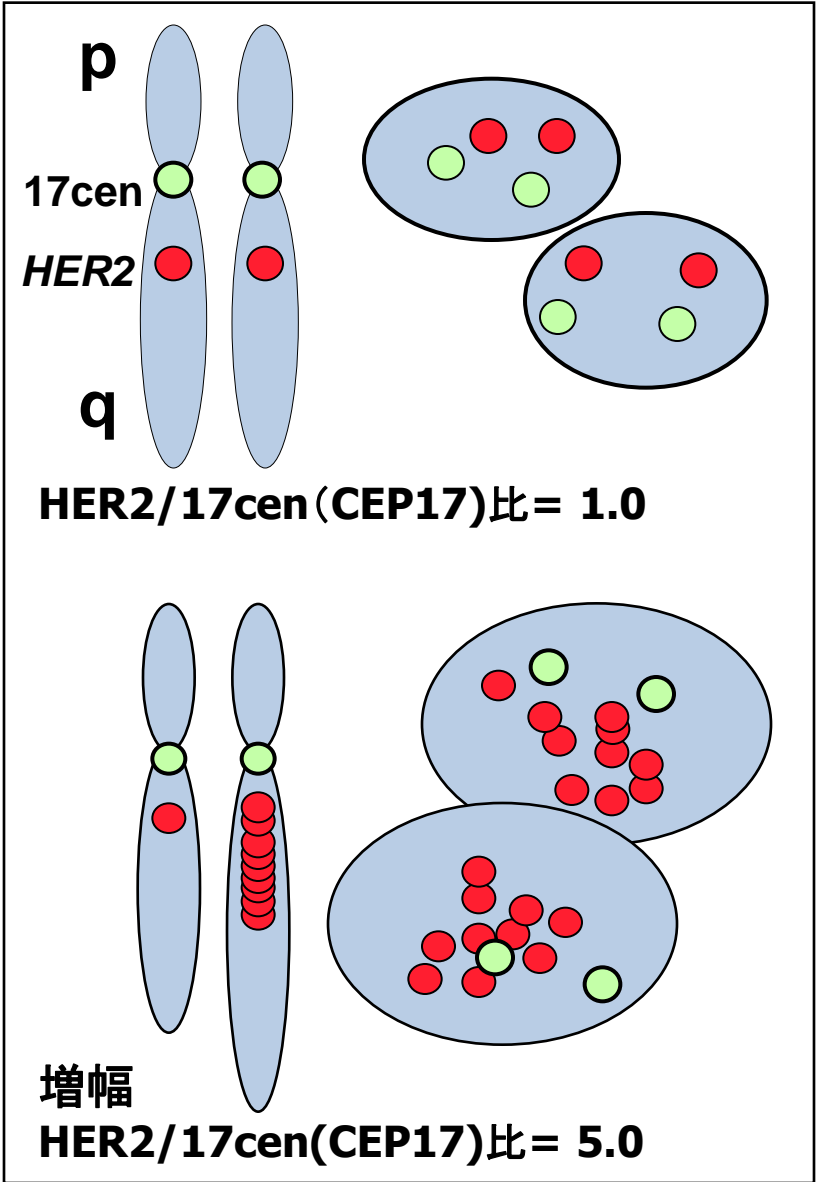 p
17cen
HER2
q
HER2/17cen（CEP17)比= 1.0
増幅
HER2/17cen(CEP17)比= 5.0